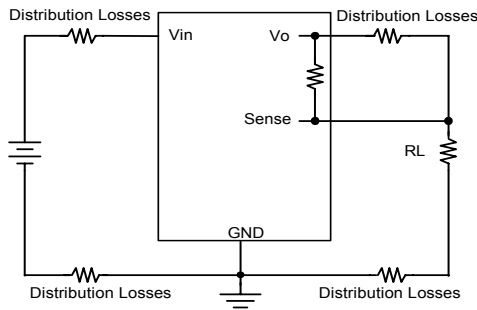 Distribution Losses
Distribution Losses
Vin
Vo
Sense
RL
GND
Distribution Losses
Distribution Losses